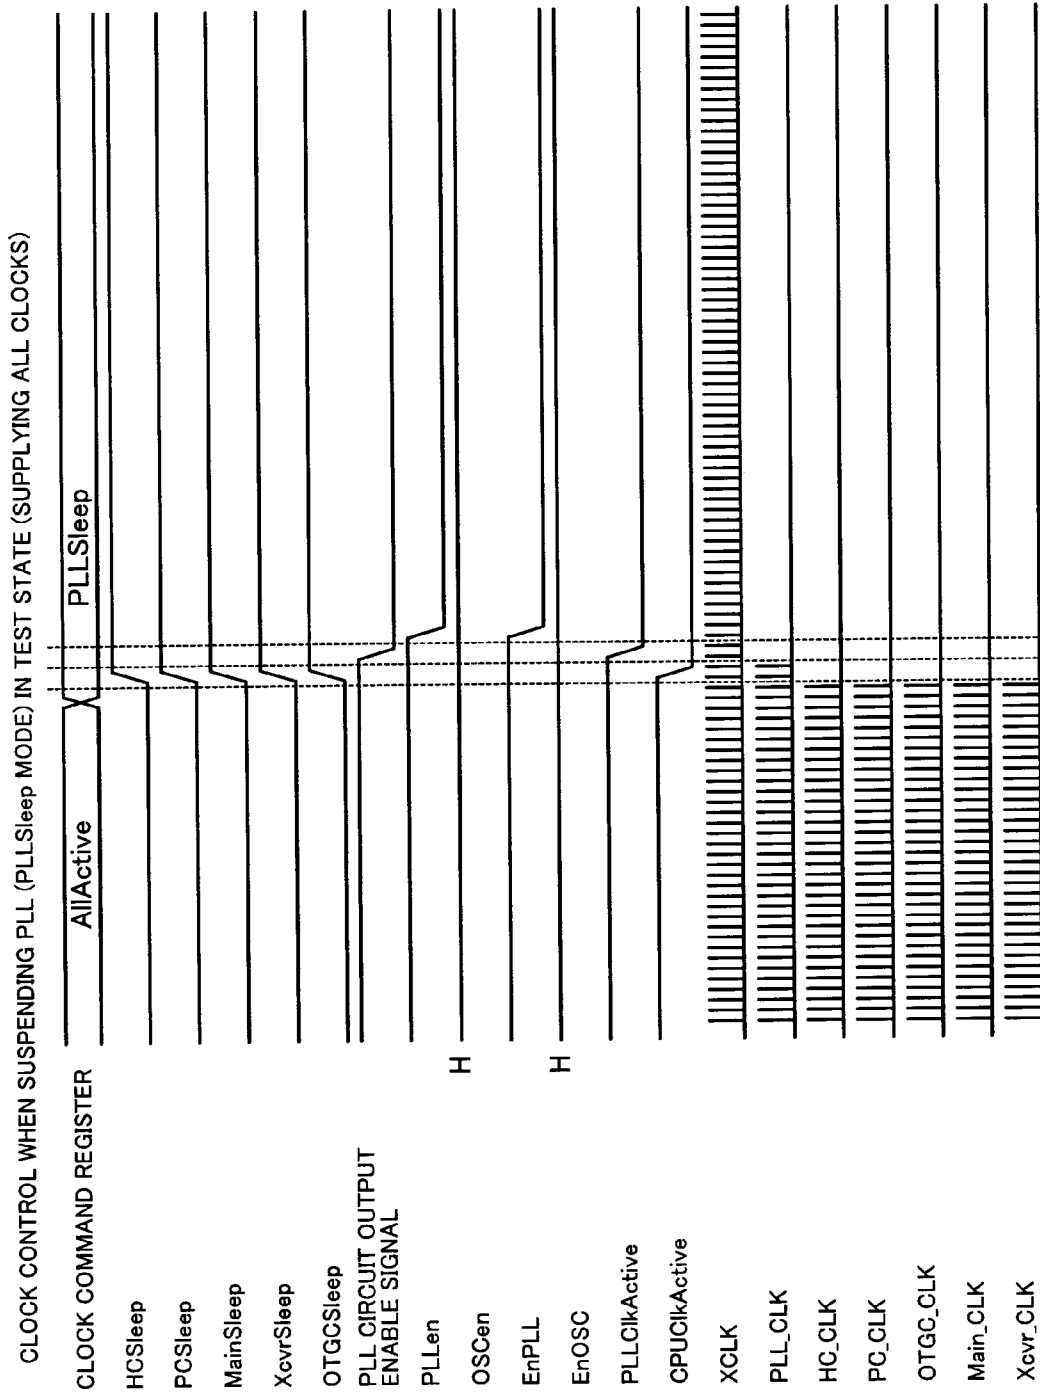 CLOCK CONTROL WHEN SUSPENDING PLL (PLLSleep MODE) IN TEST STATE (SUPPLYING ALL CLOCKS)
CLOCK COMMAND REGISTER
AllActive
PLLSleep
HCSleep
PCSleep
MainSleep
XcvrSleep
OTGCSleep
PLL CIRCUIT OUTPUT
ENABLE SIGNAL
PLLen
OSCen
H
EnPLL
EnOSC
H
PLLClkActive
CPUClkActive
XCLK
PLL_CLK
HC_CLK
PC_CLK
OTGC_CLK
Main_CLK
Xcvr_CLK